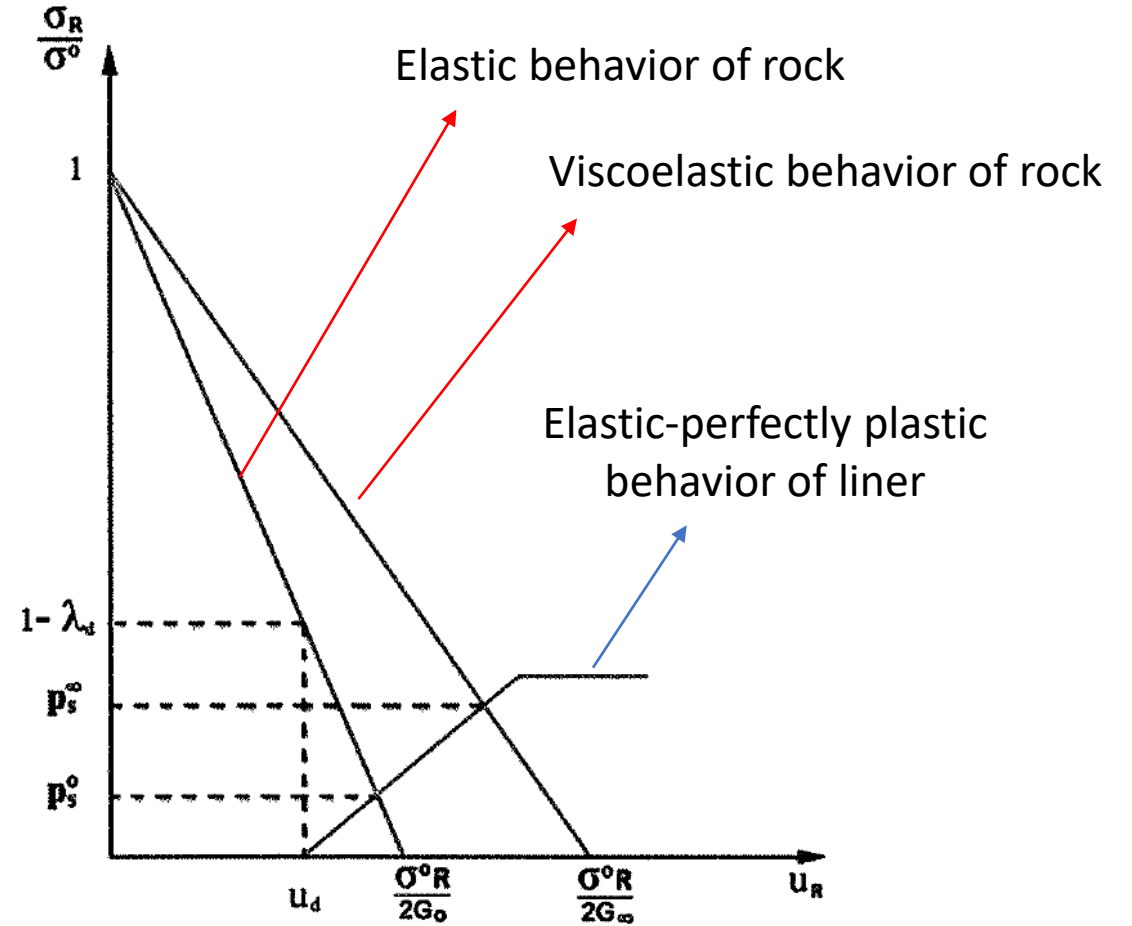 σ_R
σ°
Elastic behavior of rock
Viscoelastic behavior of rock
1
Elastic-perfectly plastic
behavior of liner
1- λ_d
p_s^∞
p_s^o
u_d
σ°R
2G_o
σ°R
2G_∞
u_R